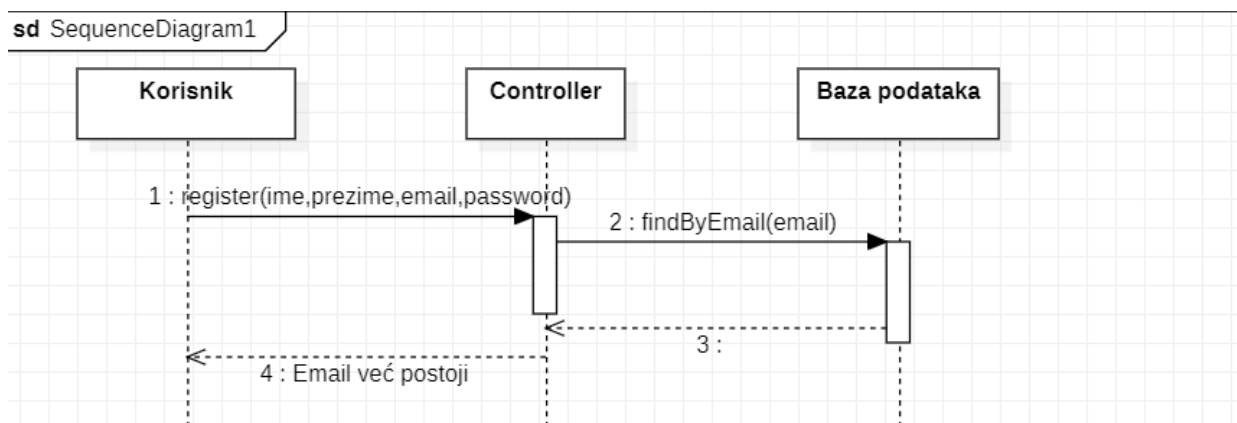 sd SequenceDiagram1
Korisnik
Controller
Baza podataka
1 : register(ime,prezime,email,password)
2 : findByEmail(email)
3 :
4 : Email već postoji